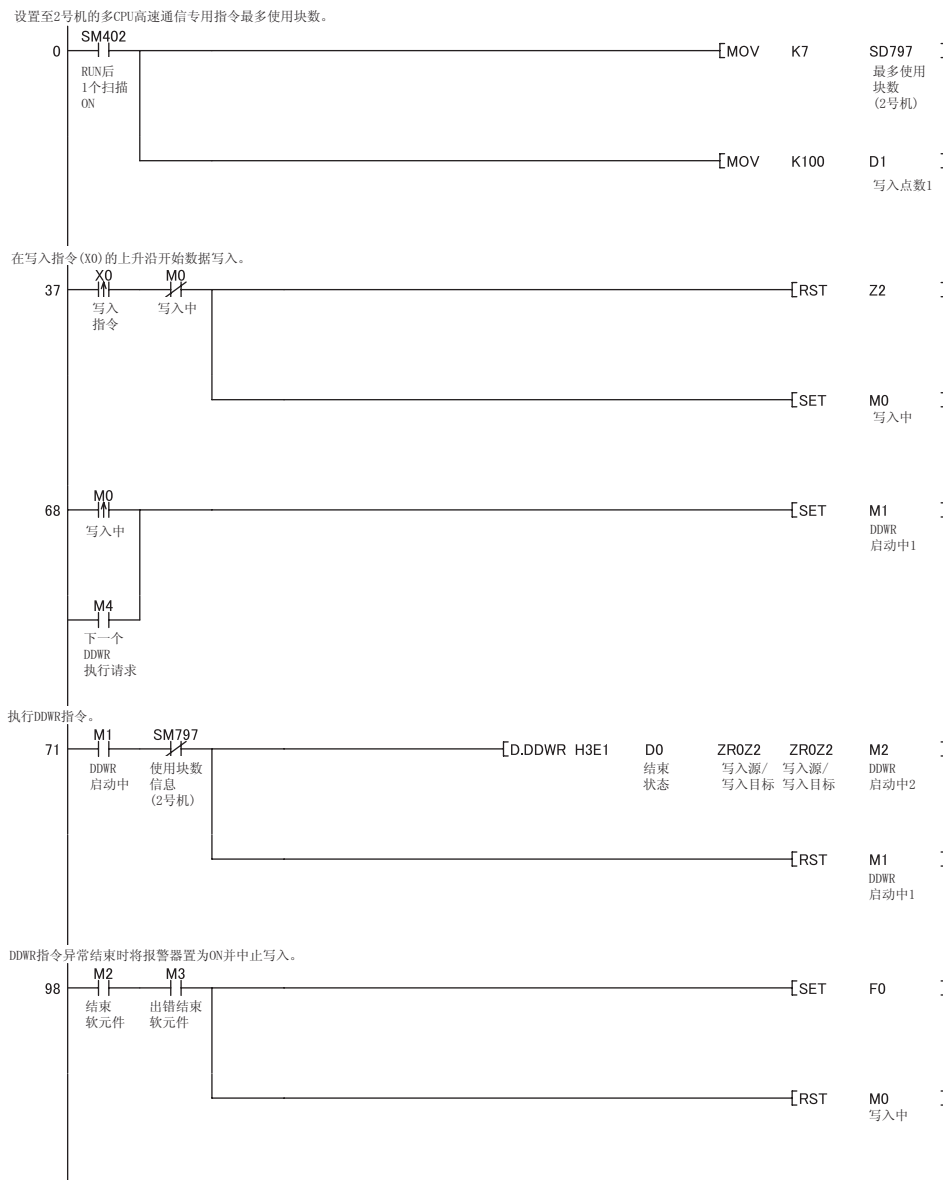 设置至2号机的多CPU高速通信专用指令最多使用块数。
SM402
0 [MOV K7 SD797 ]
RUN后
1个扫描
ON
最多使用
块数
(2号机)
[MOV K100 D1 ]
写入点数1
在写入指令(X0)的上升沿开始数据写入。
X0 M0
37 [RST Z2 ]
写入
指令
写入中
[SET M0 ]
写入中
M0
68 [SET M1 ]
写入中
DDWR
启动中1
M4
下一个
DDWR
执行请求
执行DDWR指令。
M1 SM797
71 [D.DDWR H3E1 D0 ZR0Z2 ZR0Z2 M2 ]
DDWR
启动中
使用块数
信息
(2号机)
结束
状态
写入源/
写入目标
写入源/
写入目标
DDWR
启动中2
[RST M1 ]
DDWR
启动中1
DDWR指令异常结束时将报警器置为ON并中止写入。
M2 M3
98 [SET F0 ]
结束
软元件
出错结束
软元件
[RST M0 ]
写入中